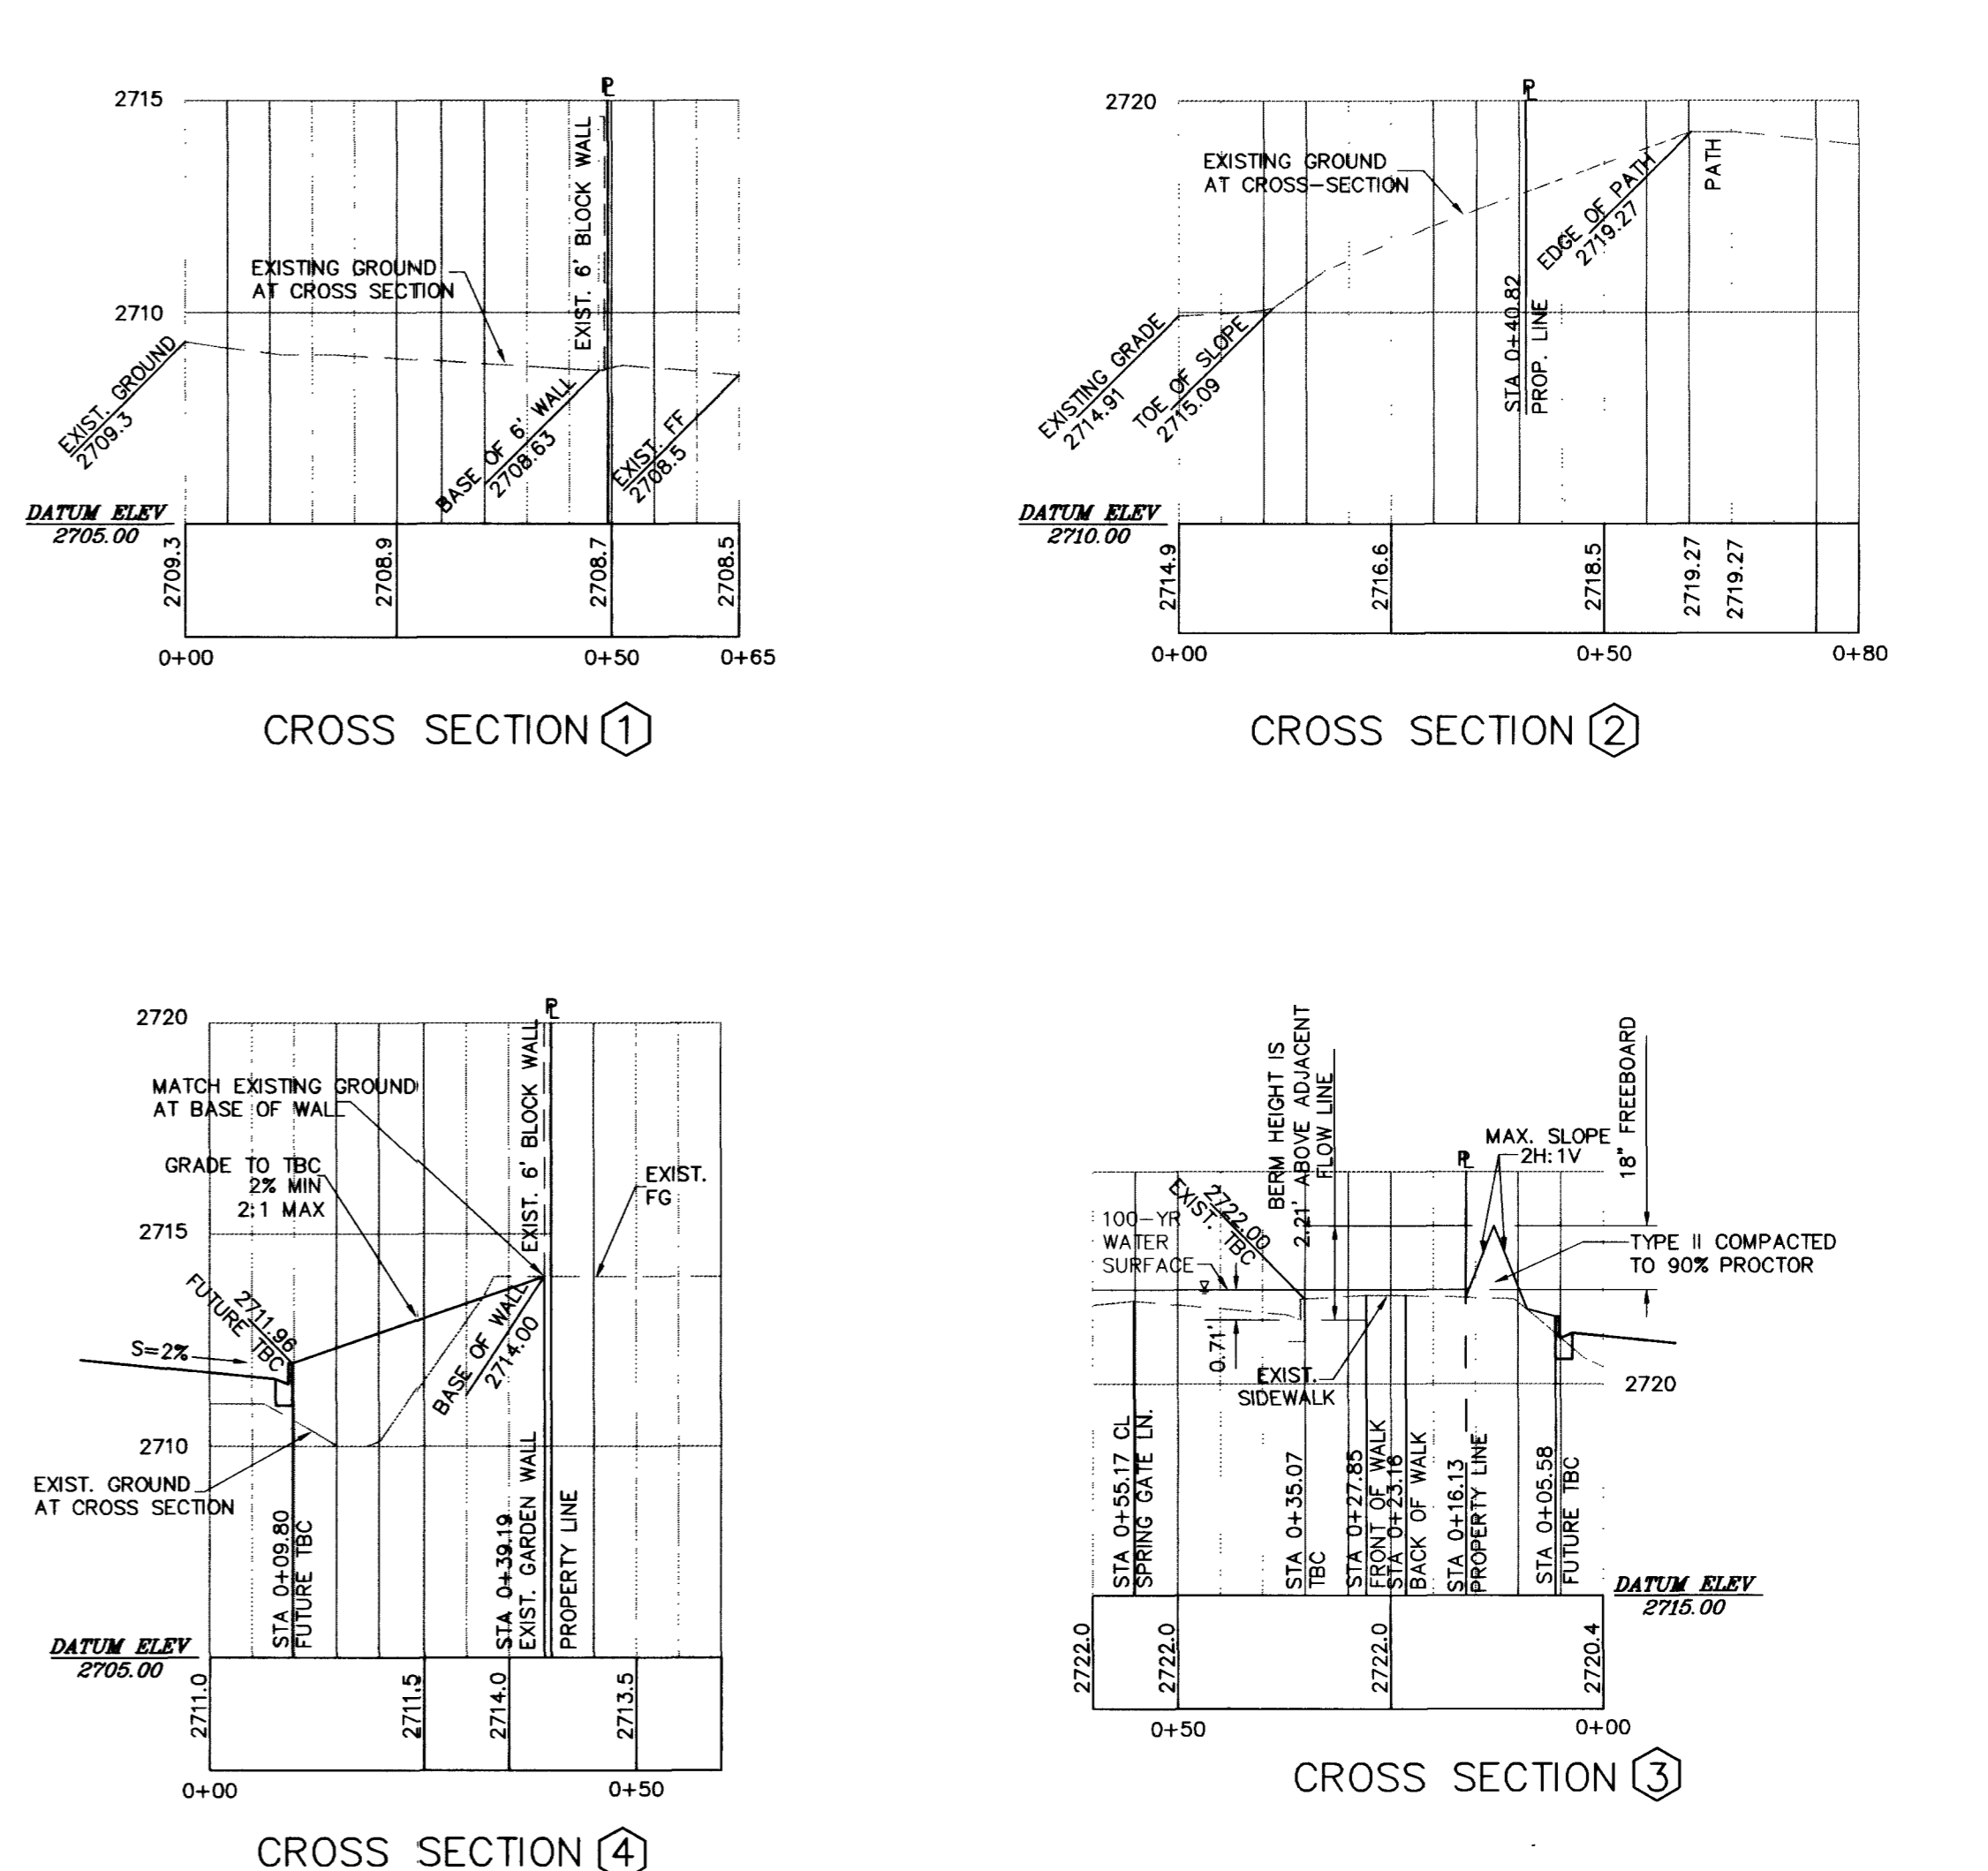 2715
PL
EXIST. 6' BLOCK WALL
EXISTING GROUND
AT CROSS SECTION
2710
EXIST. GROUND
2709.3
BASE OF 6' WALL
2708.63
EXIST. FF
2708.5
DATUM ELEV
2705.00
2709.3
2708.9
2708.7
2708.5
0+00
0+50
0+65
CROSS SECTION 1
2720
PL
EXISTING GROUND
AT CROSS-SECTION
PATH
EDGE OF PATH
2719.27
STA 0+40.82
PROP. LINE
EXISTING GRADE
2714.91
TOE OF SLOPE
2715.09
DATUM ELEV
2710.00
2714.9
2716.6
2718.5
2719.27
2719.27
0+00
0+50
0+80
CROSS SECTION 2
2720
PL
EXIST. 6' BLOCK WALL
MATCH EXISTING GROUND
AT BASE OF WALL
GRADE TO TBC
2% MIN
2:1 MAX
EXIST.
FG
2715
2711.96
FUTURE TBC
S=2%
BASE OF WALL
2714.00
2710
EXIST. GROUND
AT CROSS SECTION
STA 0+09.80
FUTURE TBC
STA 0+39.19
EXIST. GARDEN WALL
PROPERTY LINE
DATUM ELEV
2705.00
2711.0
2711.5
2714.0
2713.5
0+00
0+50
CROSS SECTION 4
BERM HEIGHT IS
2.21' ABOVE ADJACENT
FLOW LINE
18" FREEBOARD
MAX. SLOPE
2H:1V
PL
2722.00
EXIST. TBC
100-YR
WATER
SURFACE
TYPE II COMPACTED
TO 90% PROCTOR
0.71'
EXIST.
SIDEWALK
2720
STA 0+55.17 CL
SPRING GATE LN.
STA 0+35.07
TBC
STA 0+27.85
FRONT OF WALK
STA 0+23.16
BACK OF WALK
STA 0+16.13
PROPERTY LINE
STA 0+05.58
FUTURE TBC
DATUM ELEV
2715.00
2722.0
2722.0
2722.0
2720.4
0+50
0+00
CROSS SECTION 3